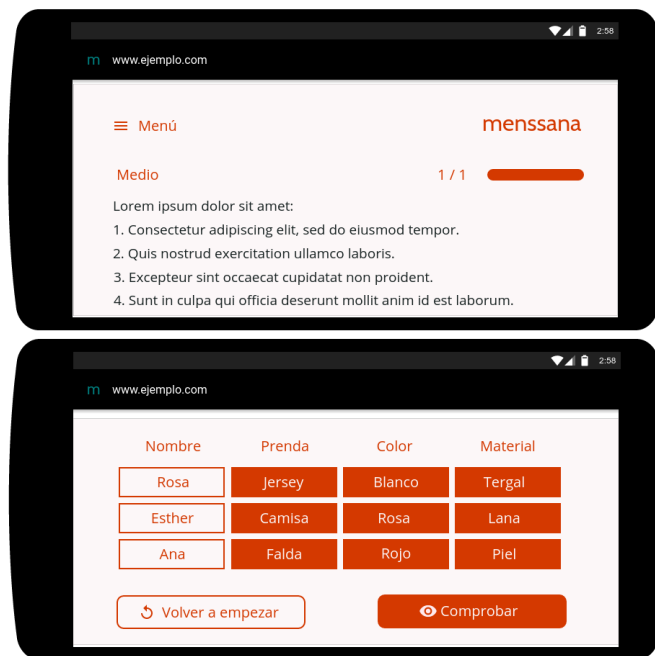 2:58
m www.ejemplo.com
Menú menssana
Medio 1 / 1
Lorem ipsum dolor sit amet:
1. Consectetur adipiscing elit, sed do eiusmod tempor.
2. Quis nostrud exercitation ullamco laboris.
3. Excepteur sint occaecat cupidatat non proident.
4. Sunt in culpa qui officia deserunt mollit anim id est laborum.
2:58
m www.ejemplo.com
Nombre Prenda Color Material
Rosa Jersey Blanco Tergal
Esther Camisa Rosa Lana
Ana Falda Rojo Piel
Volver a empezar Comprobar